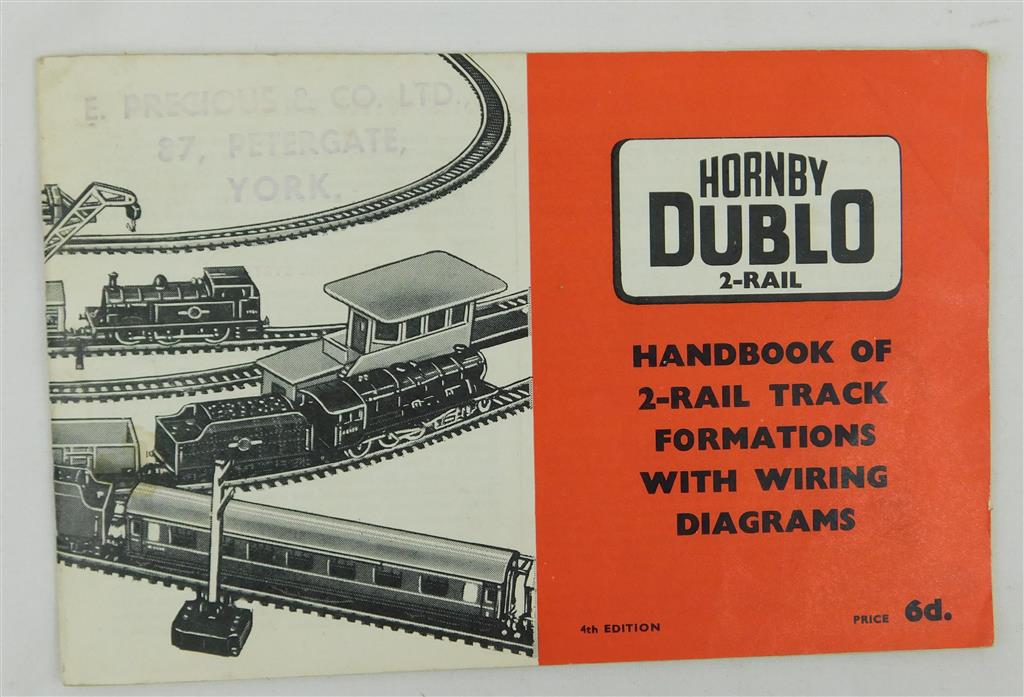 E. PRECIOUS & CO. LTD.,
87, PETERGATE,
YORK.
HORNBY
DUBLO
2-RAIL
HANDBOOK OF
2-RAIL TRACK
FORMATIONS
WITH WIRING
DIAGRAMS
4th EDITION
PRICE 6d.